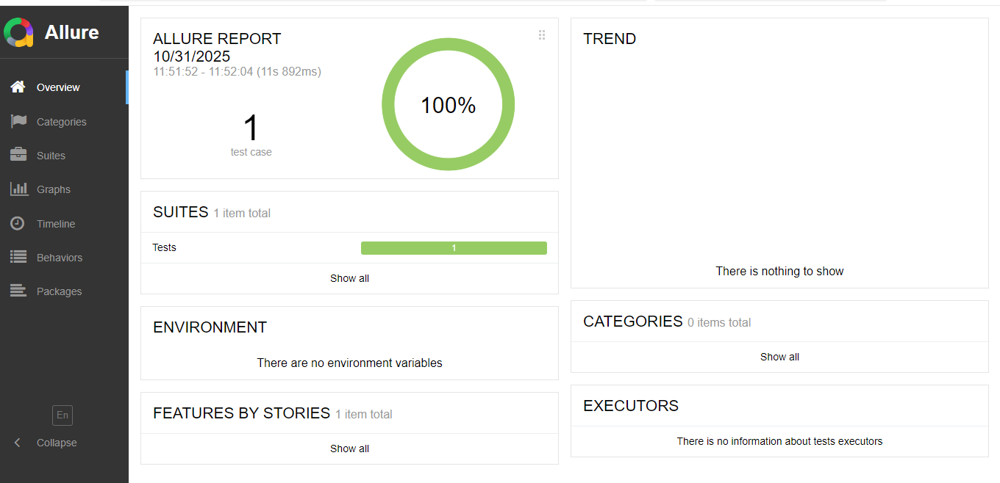 Allure
Overview
Categories
Suites
Graphs
Timeline
Behaviors
Packages
En
Collapse
ALLURE REPORT
10/31/2025
11:51:52 - 11:52:04 (11s 892ms)
1
test case
100%
SUITES 1 item total
Tests 1
Show all
ENVIRONMENT
There are no environment variables
FEATURES BY STORIES 1 item total
Show all
TREND
There is nothing to show
CATEGORIES 0 items total
Show all
EXECUTORS
There is no information about tests executors